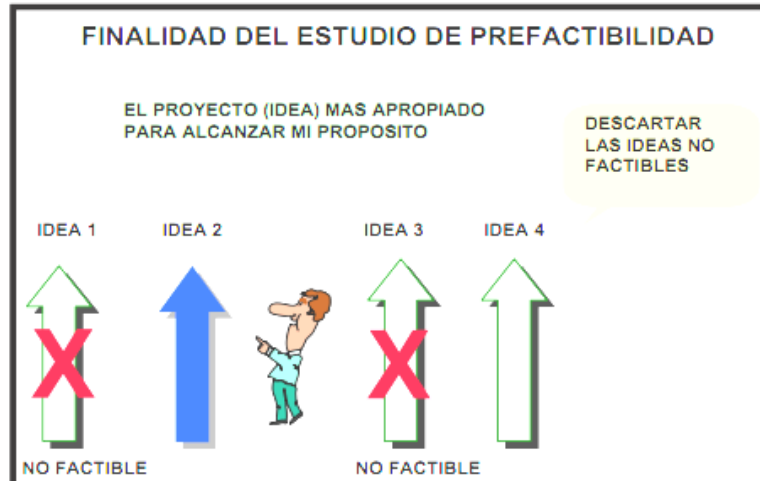 FINALIDAD DEL ESTUDIO DE PREFACTIBILIDAD
EL PROYECTO (IDEA) MAS APROPIADO
PARA ALCANZAR MI PROPOSITO
DESCARTAR
LAS IDEAS NO
FACTIBLES
IDEA 1
IDEA 2
IDEA 3
IDEA 4
X
X
NO FACTIBLE
NO FACTIBLE